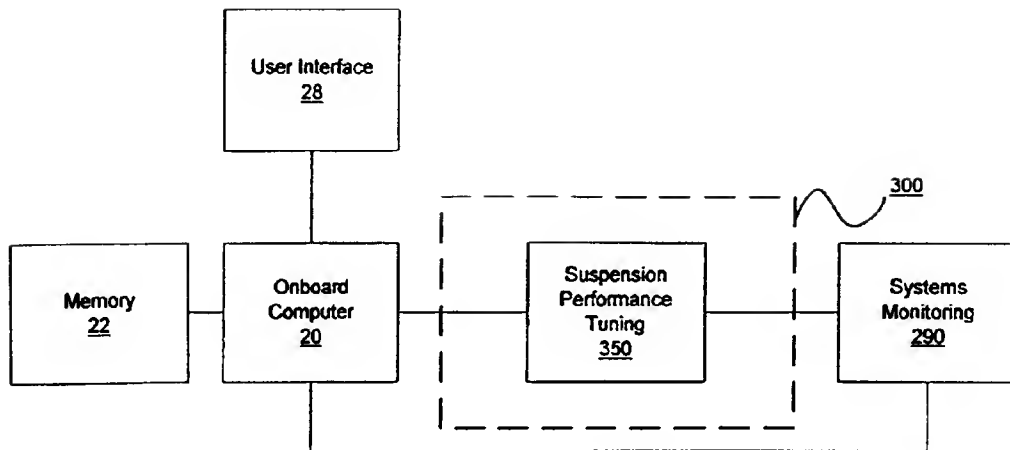 User Interface
28
300
Memory
22
Onboard
Computer
20
Suspension
Performance
Tuning
350
Systems
Monitoring
290